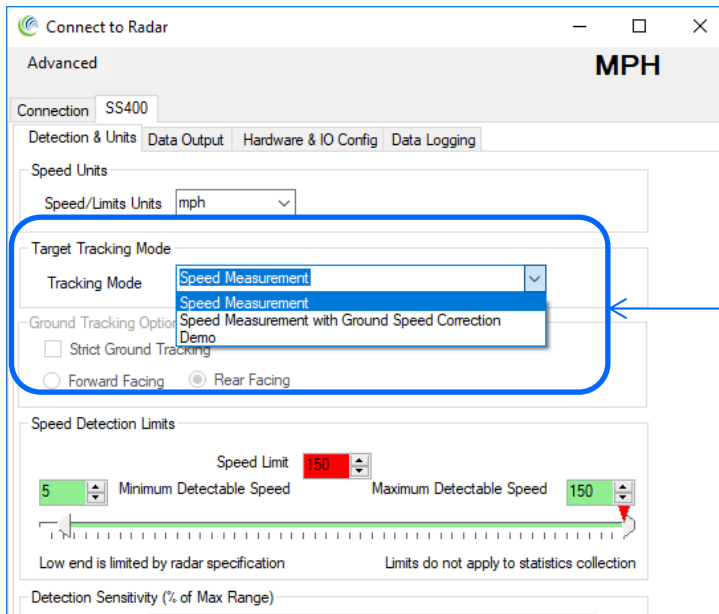 Connect to Radar
Advanced
MPH
Connection SS400
Detection & Units Data Output Hardware & IO Config Data Logging
Speed Units
Speed/Limits Units mph
Target Tracking Mode
Tracking Mode Speed Measurement
Speed Measurement
Speed Measurement with Ground Speed Correction
Demo
Ground Tracking
Strict Ground Tracking
Forward Facing Rear Facing
Speed Detection Limits
Speed Limit 150
5 Minimum Detectable Speed Maximum Detectable Speed 150
Low end is limited by radar specification Limits do not apply to statistics collection
Detection Sensitivity (% of Max Range)